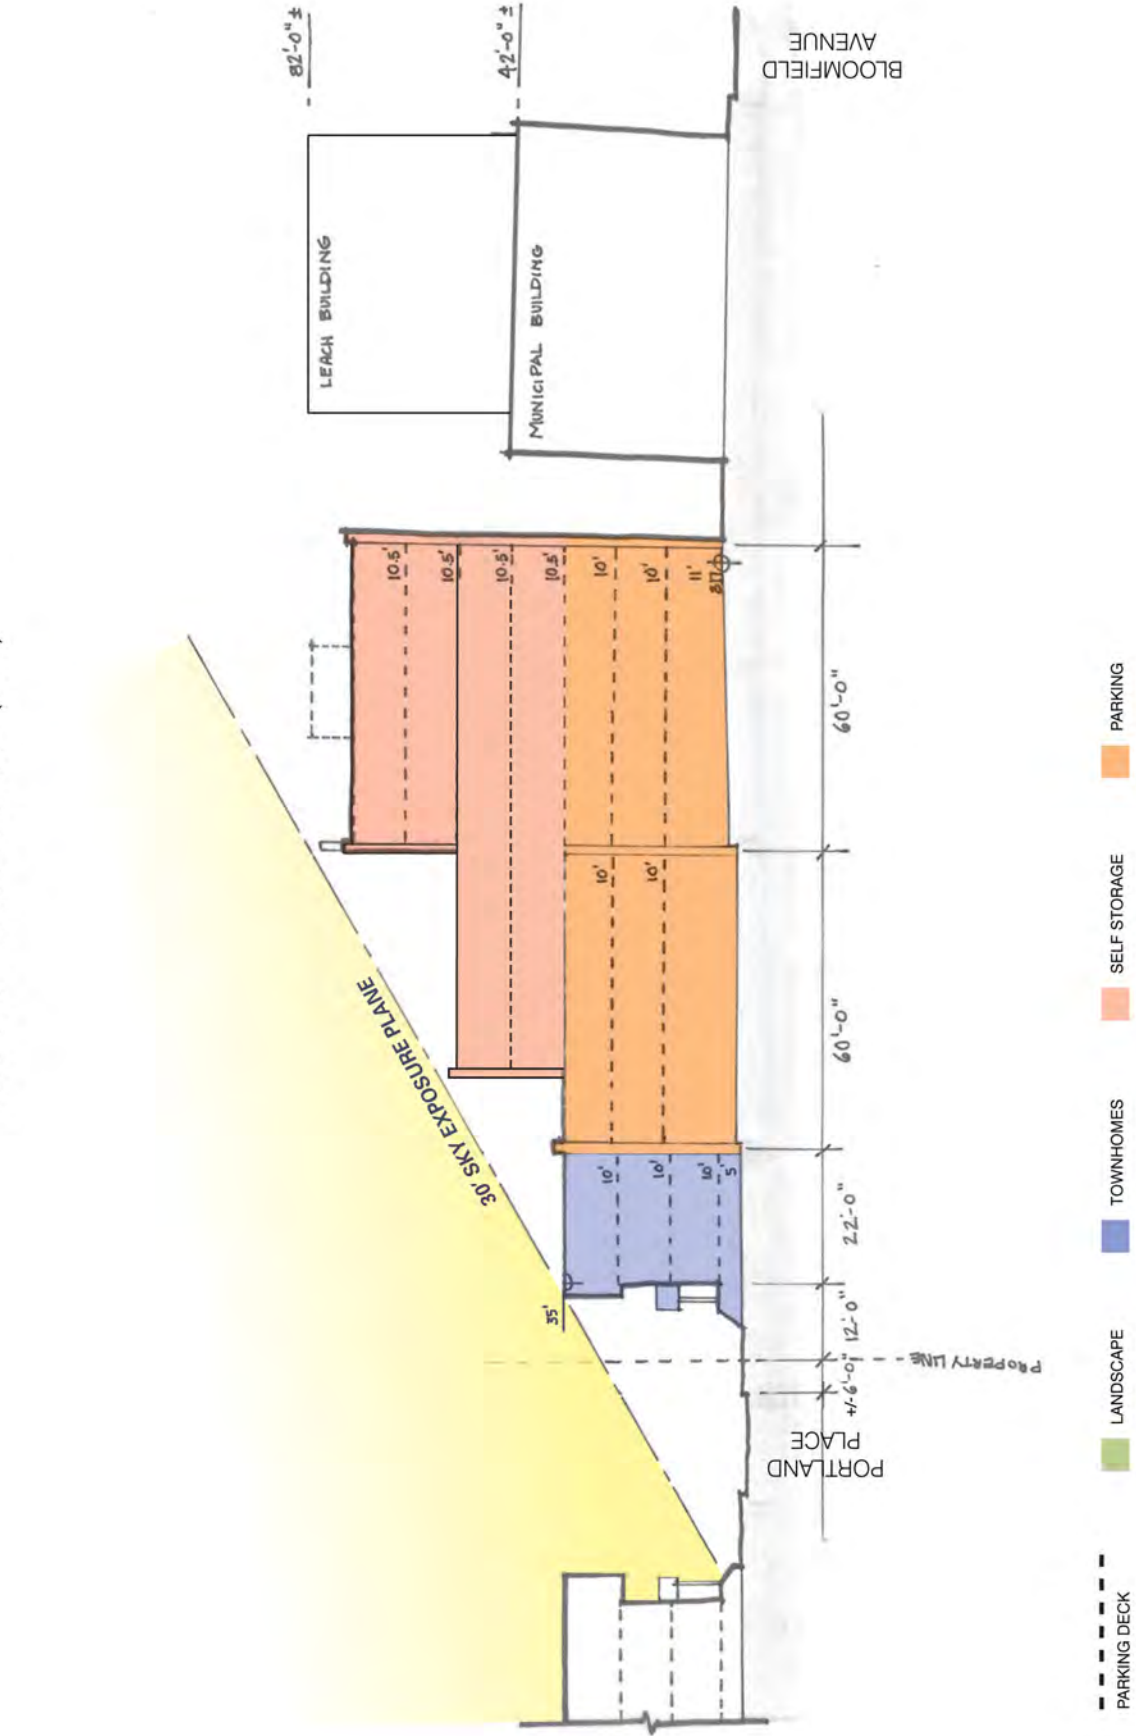 82'-0" ±
42'-0" ±
LEACH BUILDING
MUNICIPAL BUILDING
BLOOMFIELD
AVENUE
30' SKY EXPOSURE PLANE
10.5'
10.5'
10.5'
10.5'
10'
10'
11'
317
10'
10'
35'
10'
10'
10'
5'
+/-6'-0"
12'-0"
22'-0"
60'-0"
60'-0"
PROPERTY LINE
PORTLAND
PLACE
PARKING DECK
LANDSCAPE
TOWNHOMES
SELF STORAGE
PARKING